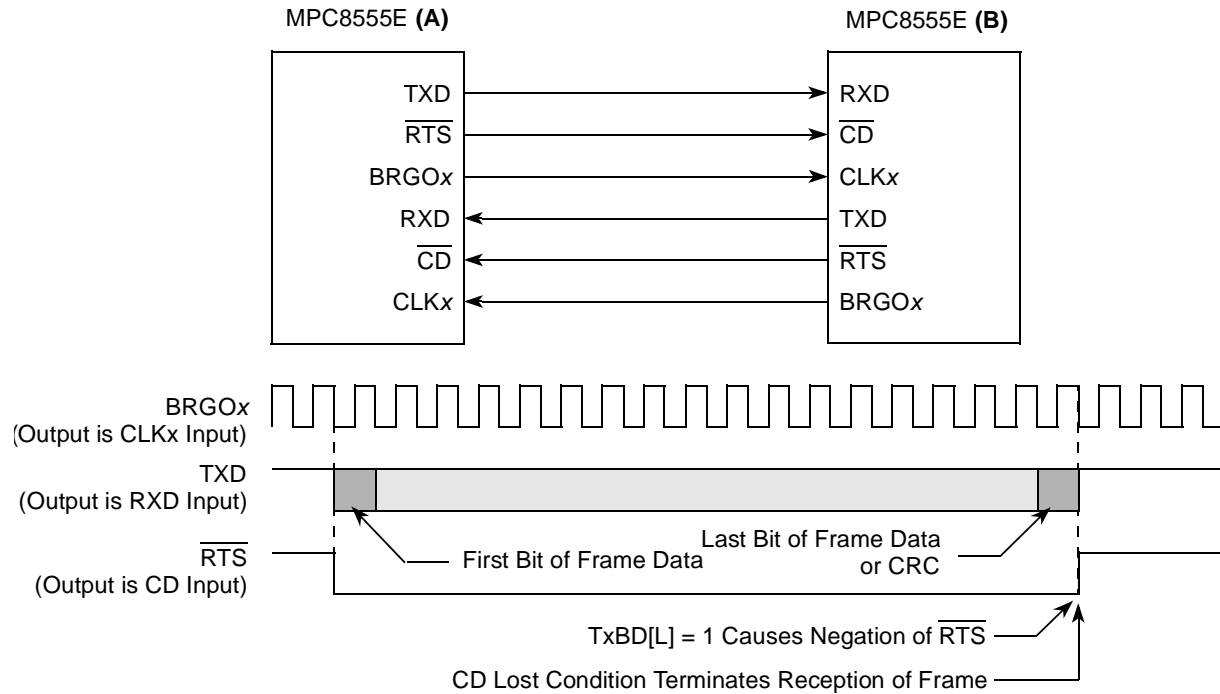 MPC8555E (A)
MPC8555E (B)
TXD
RTS
BRGOx
RXD
CD
CLKx
RXD
CD
CLKx
TXD
RTS
BRGOx
BRGOx
(Output is CLKx Input)
TXD
(Output is RXD Input)
RTS
(Output is CD Input)
First Bit of Frame Data
Last Bit of Frame Data
or CRC
TxBD[L] = 1 Causes Negation of RTS
CD Lost Condition Terminates Reception of Frame